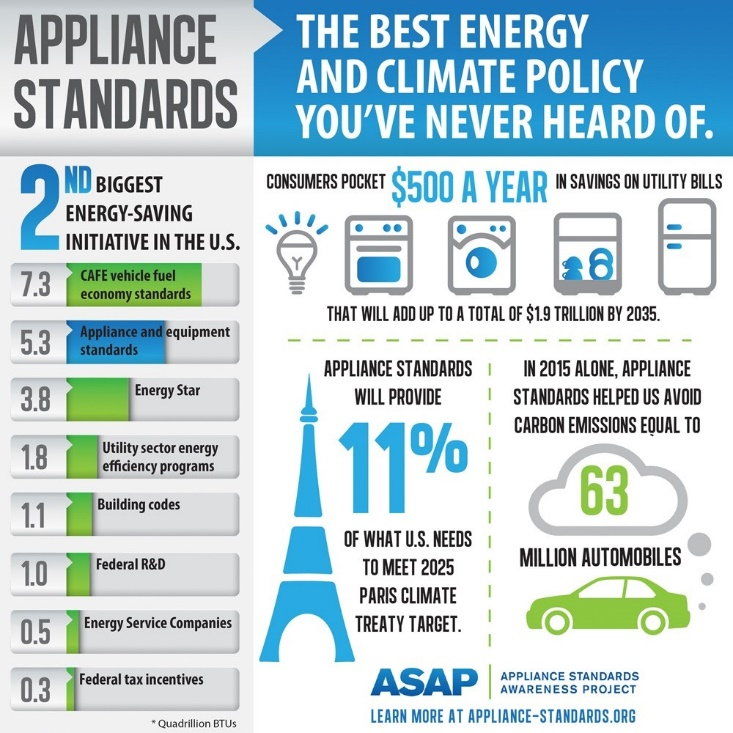 APPLIANCE
STANDARDS
THE BEST ENERGY
AND CLIMATE POLICY
YOU'VE NEVER HEARD OF.
2ND BIGGEST
ENERGY-SAVING
INITIATIVE IN THE U.S.
7.3 CAFE vehicle fuel
economy standards
5.3 Appliance and equipment
standards
3.8 Energy Star
1.8 Utility sector energy
efficiency programs
1.1 Building codes
1.0 Federal R&D
0.5 Energy Service Companies
0.3 Federal tax incentives
* Quadrillion BTUs
CONSUMERS POCKET $500 A YEAR IN SAVINGS ON UTILITY BILLS
THAT WILL ADD UP TO A TOTAL OF $1.9 TRILLION BY 2035.
APPLIANCE STANDARDS
WILL PROVIDE
11%
OF WHAT U.S. NEEDS
TO MEET 2025
PARIS CLIMATE
TREATY TARGET.
IN 2015 ALONE, APPLIANCE
STANDARDS HELPED US AVOID
CARBON EMISSIONS EQUAL TO
63
MILLION AUTOMOBILES
ASAP APPLIANCE STANDARDS
AWARENESS PROJECT
LEARN MORE AT APPLIANCE-STANDARDS.ORG